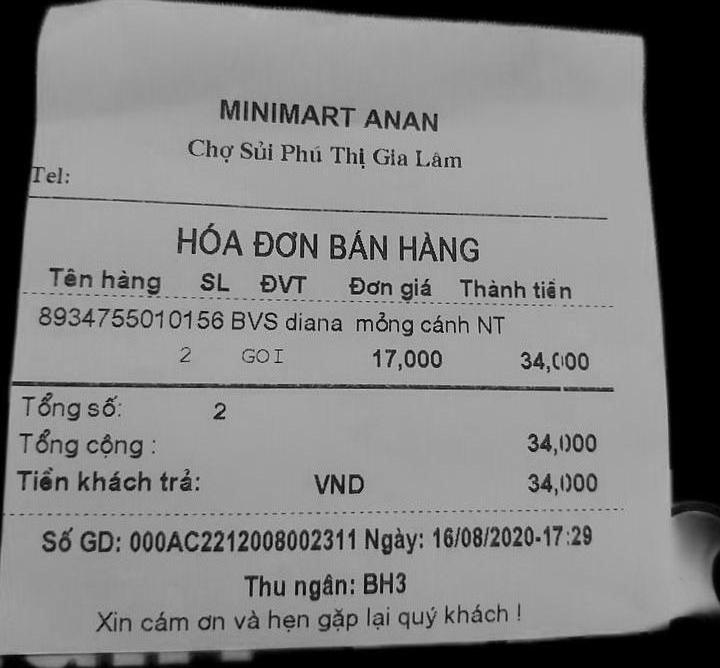 MINIMART ANAN
Chợ Sủi Phú Thị Gia Lâm
Tel:
HÓA ĐƠN BÁN HÀNG
Tên hàng SL ĐVT Đơn giá Thành tiền
8934755010156 BVS diana mỏng cánh NT
2 GOI 17,000 34,000
Tổng số: 2
Tổng cộng : 34,000
Tiền khách trả: VND 34,000
Số GD: 000AC2212008002311 Ngày: 16/08/2020-17:29
Thu ngân: BH3
Xin cám ơn và hẹn gặp lại quý khách !